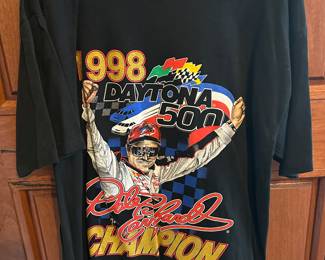 1998
DAYTONA
500
Dale Earnhardt
CHAMPION